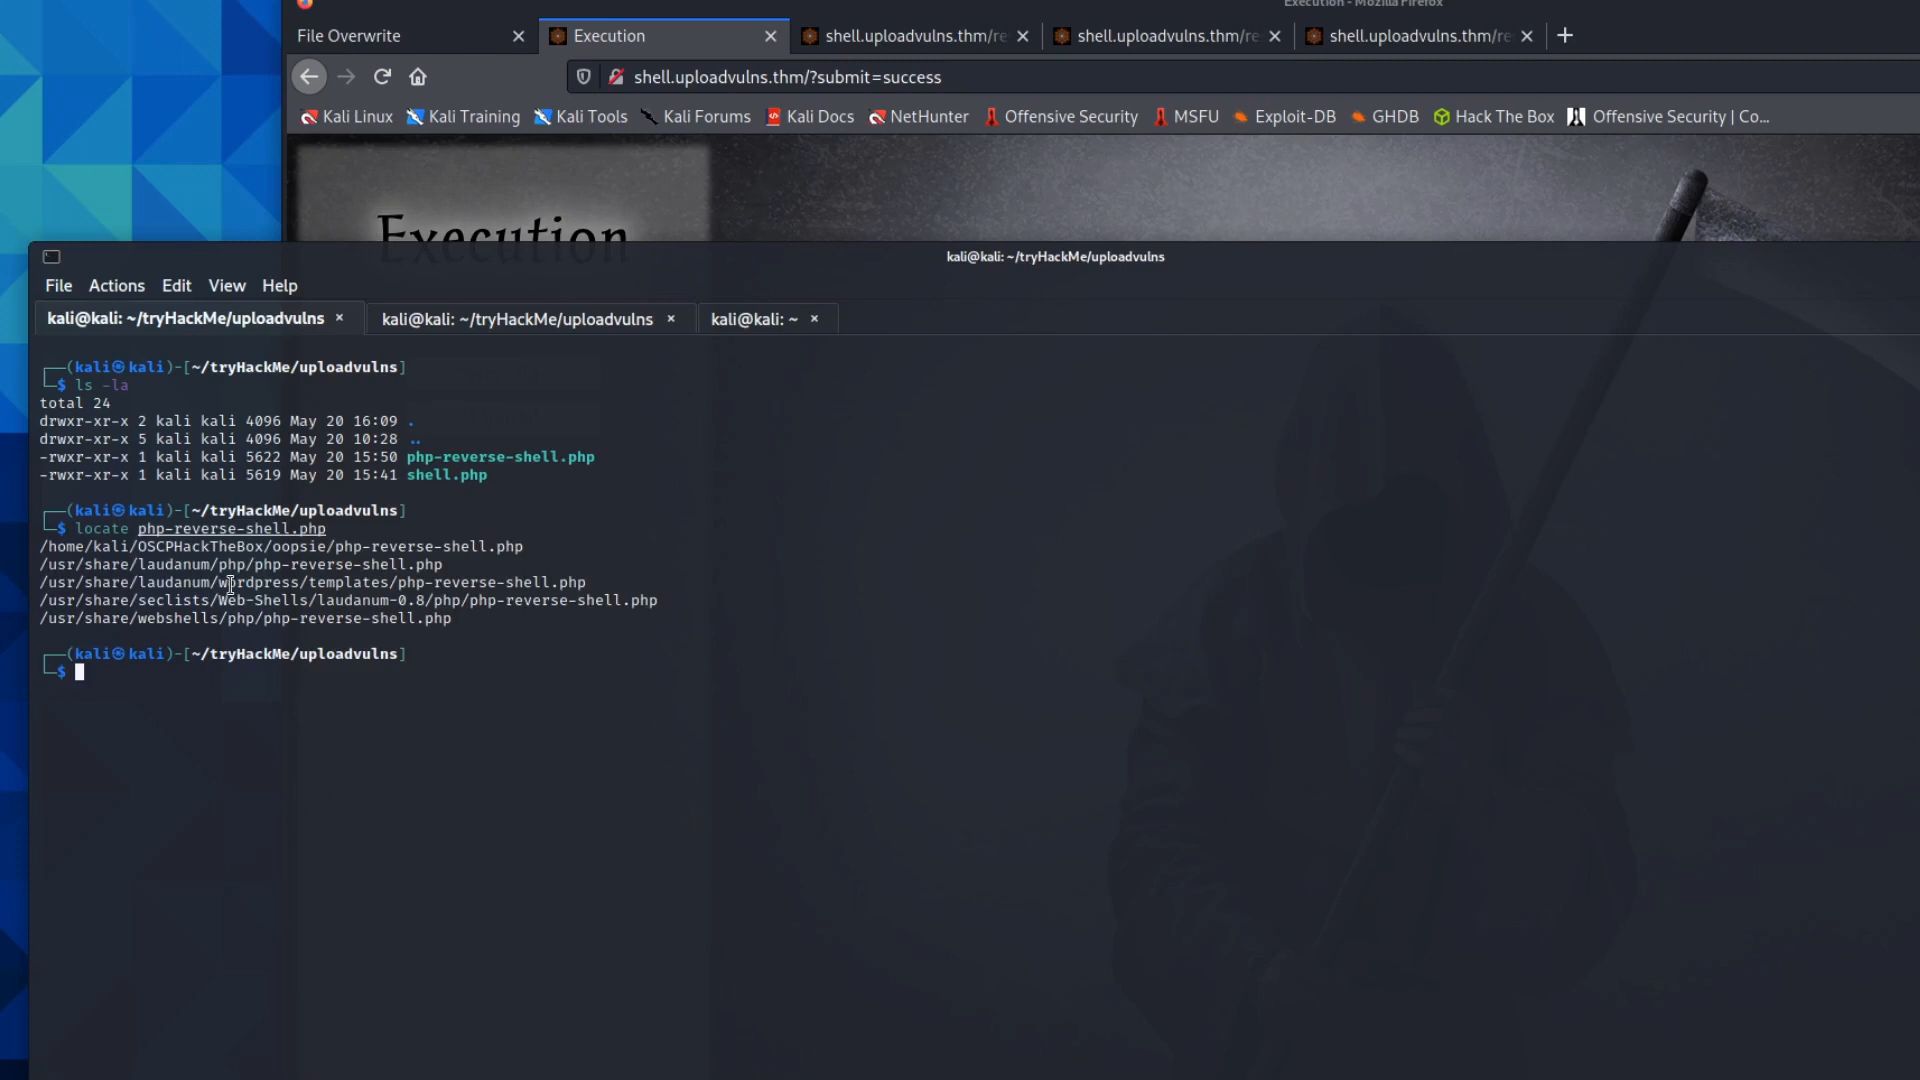 Execution - Mozilla Firefox
File Overwrite
Execution
shell.uploadvulns.thm/re
shell.uploadvulns.thm/re
shell.uploadvulns.thm/re
shell.uploadvulns.thm/?submit=success
Kali Linux Kali Training Kali Tools Kali Forums Kali Docs NetHunter Offensive Security MSFU Exploit-DB GHDB Hack The Box Offensive Security | Co...
Execution
kali@kali: ~/tryHackMe/uploadvulns
File Actions Edit View Help
kali@kali: ~/tryHackMe/uploadvulns × kali@kali: ~/tryHackMe/uploadvulns × kali@kali: ~ ×
┌──(kali㉿kali)-[~/tryHackMe/uploadvulns]
└─$ ls -la
total 24
drwxr-xr-x 2 kali kali 4096 May 20 16:09 .
drwxr-xr-x 5 kali kali 4096 May 20 10:28 ..
-rwxr-xr-x 1 kali kali 5622 May 20 15:50 php-reverse-shell.php
-rwxr-xr-x 1 kali kali 5619 May 20 15:41 shell.php
┌──(kali㉿kali)-[~/tryHackMe/uploadvulns]
└─$ locate php-reverse-shell.php
/home/kali/OSCPHackTheBox/oopsie/php-reverse-shell.php
/usr/share/laudanum/php/php-reverse-shell.php
/usr/share/laudanum/wordpress/templates/php-reverse-shell.php
/usr/share/seclists/Web-Shells/laudanum-0.8/php/php-reverse-shell.php
/usr/share/webshells/php/php-reverse-shell.php
┌──(kali㉿kali)-[~/tryHackMe/uploadvulns]
└─$